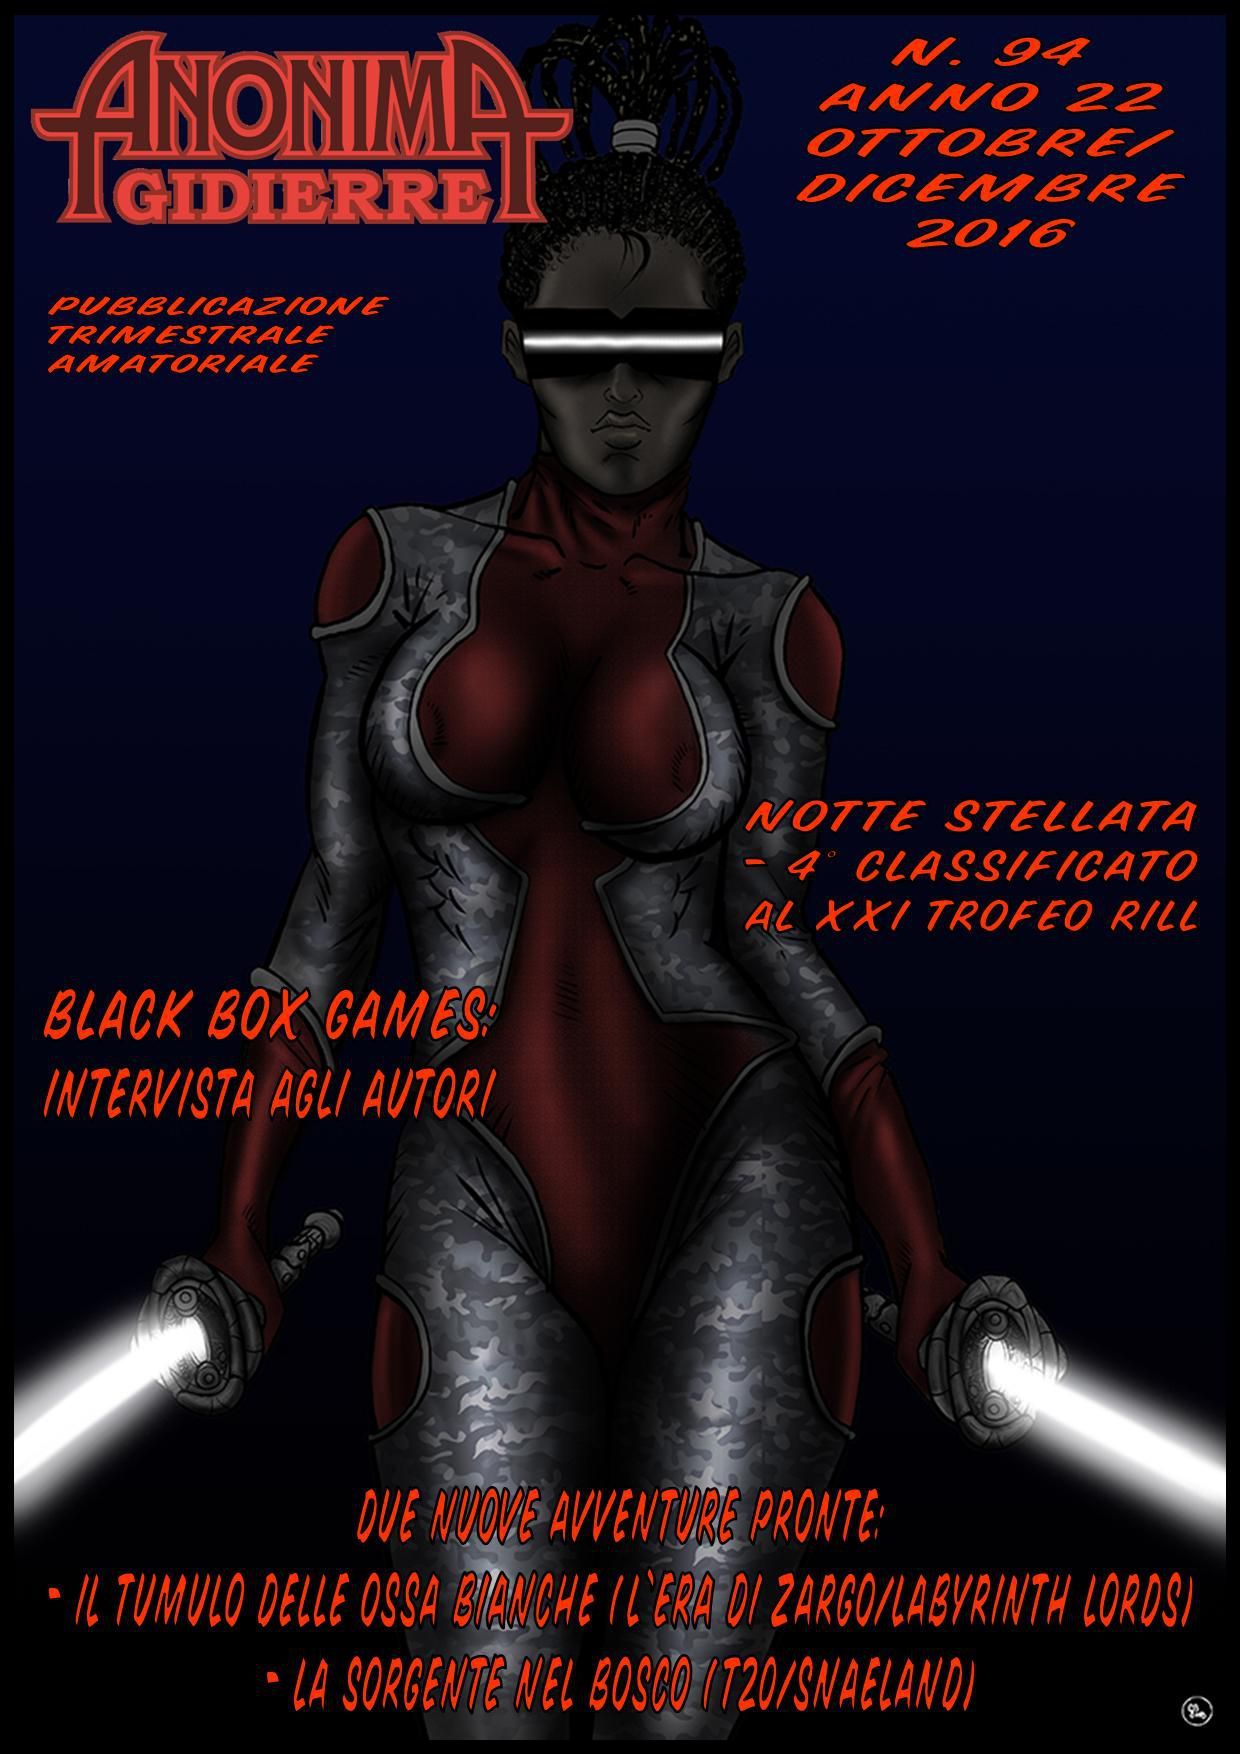 ANONIMA
GIDIERRE
N. 94
ANNO 22
OTTOBRE/
DICEMBRE
2016
PUBBLICAZIONE
TRIMESTRALE
AMATORIALE
NOTTE STELLATA
- 4° CLASSIFICATO
AL XXI TROFEO RILL
BLACK BOX GAMES:
INTERVISTA AGLI AUTORI
DUE NUOVE AVVENTURE PRONTE:
- IL TUMULO DELLE OSSA BIANCHE (L'ERA DI ZARGO/LABYRINTH LORDS)
- LA SORGENTE NEL BOSCO (T20/SNAELAND)